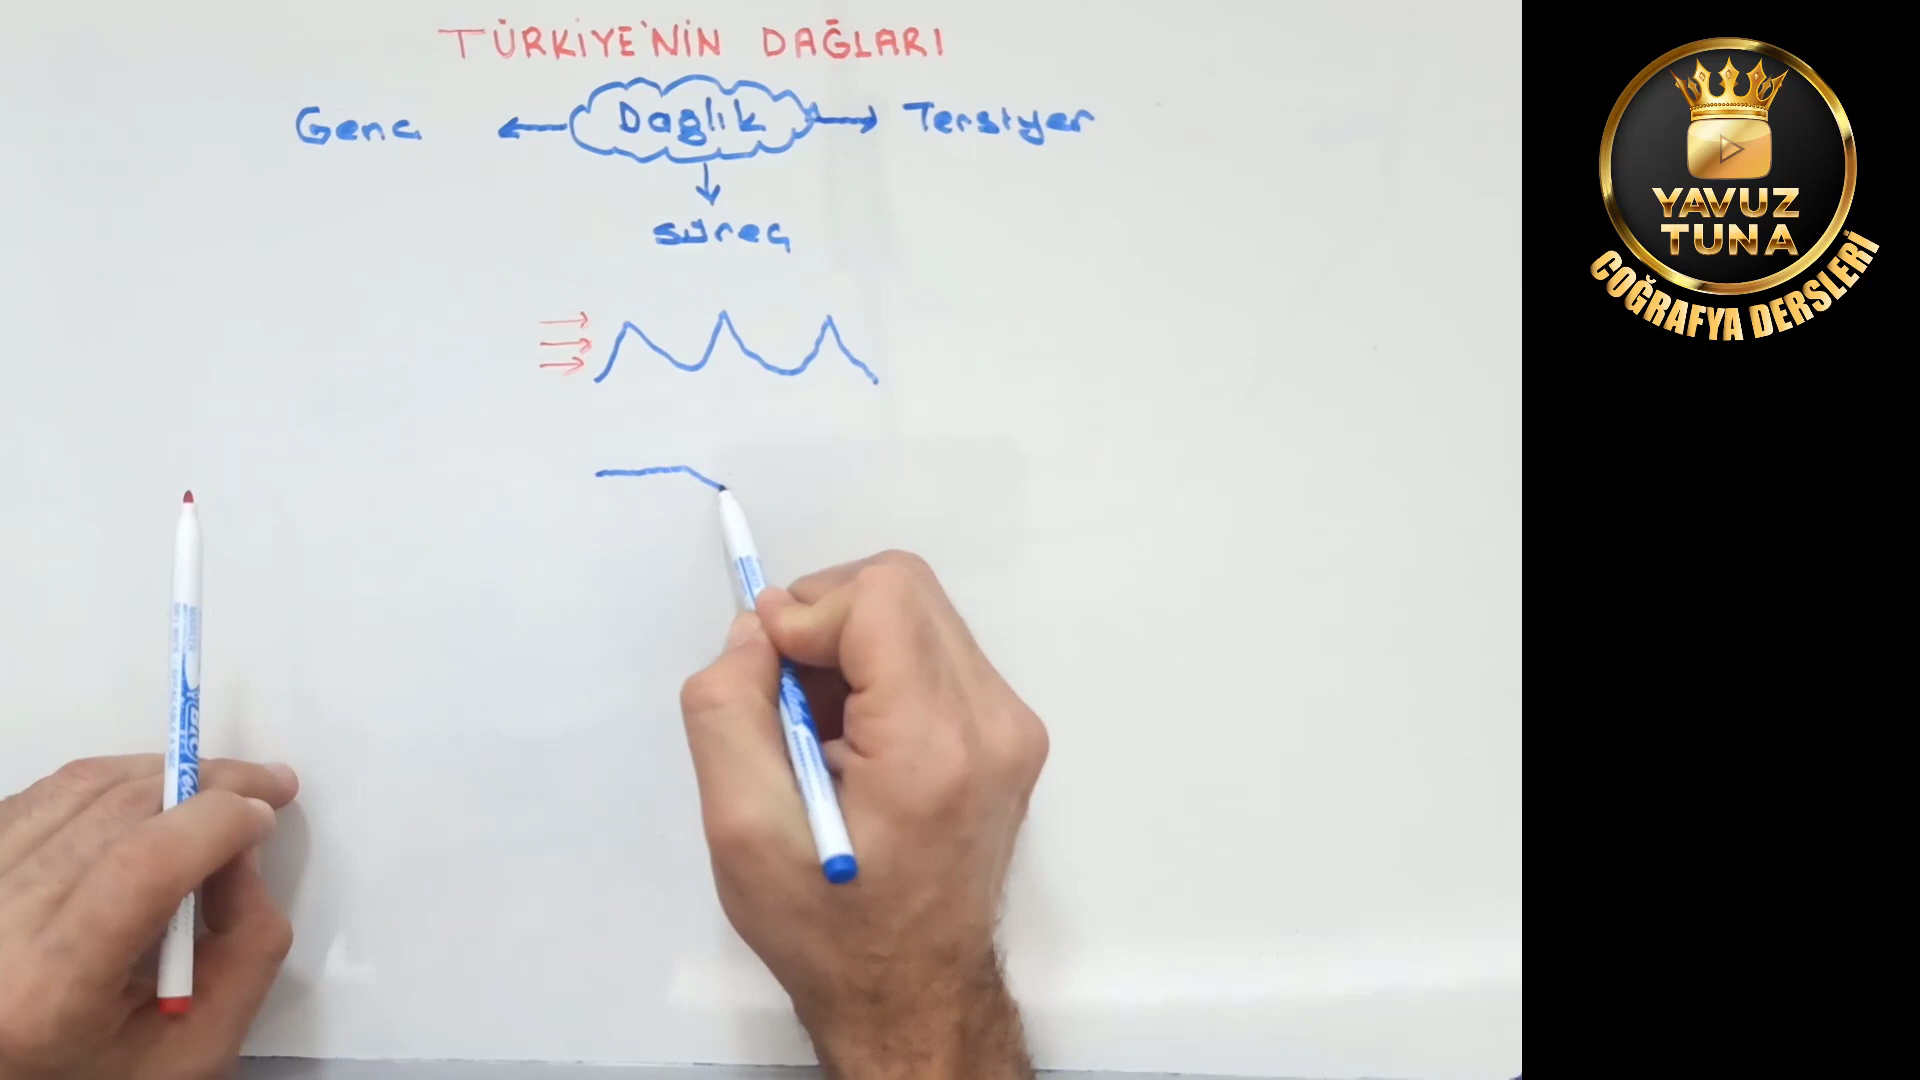 TÜRKİYE'NİN DAĞLARI
Genç ← Dağlık → Tersiyer
süreç
YAVUZ
TUNA
COĞRAFYA DERSLERİ